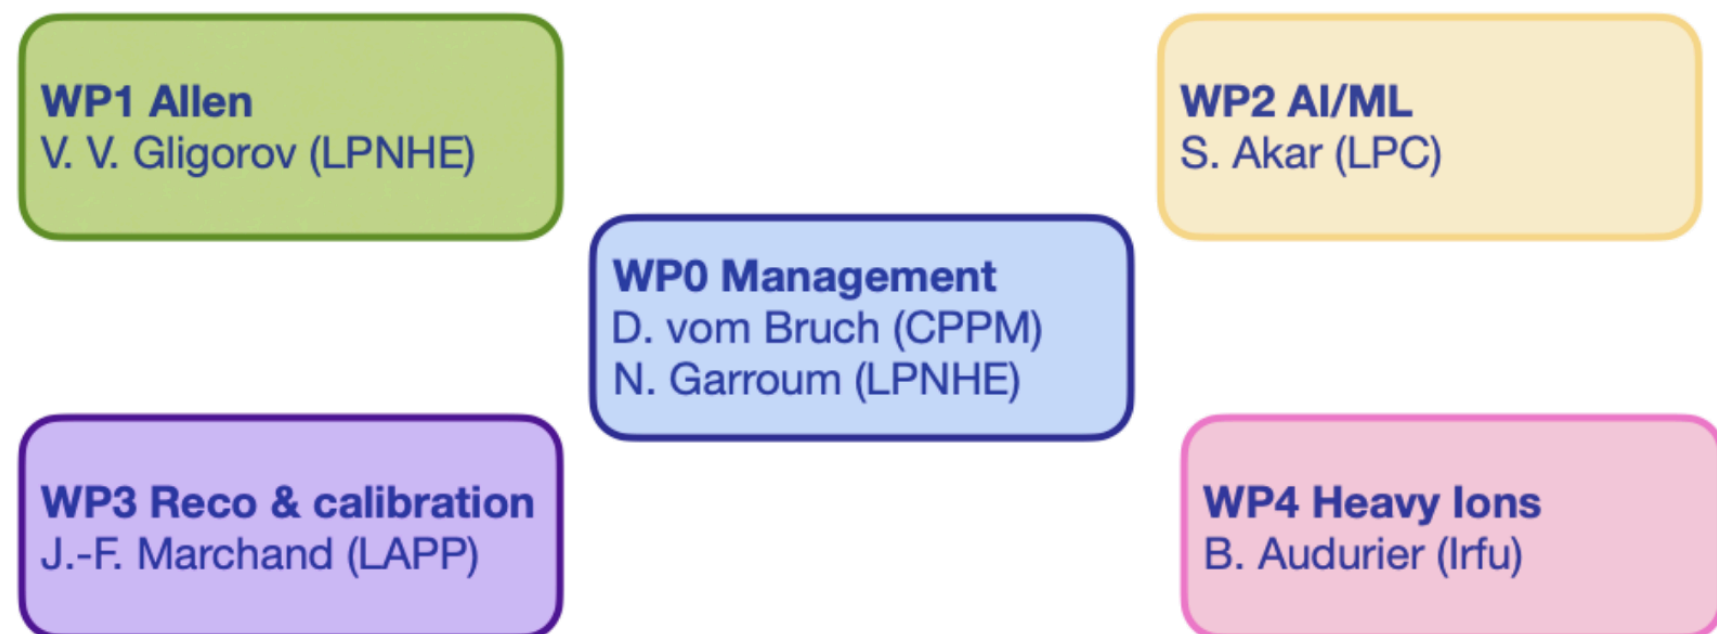 WP1 Allen
V. V. Gligorov (LPNHE)
WP2 AI/ML
S. Akar (LPC)
WP0 Management
D. vom Bruch (CPPM)
N. Garroum (LPNHE)
WP3 Reco & calibration
J.-F. Marchand (LAPP)
WP4 Heavy Ions
B. Audurier (Irfu)